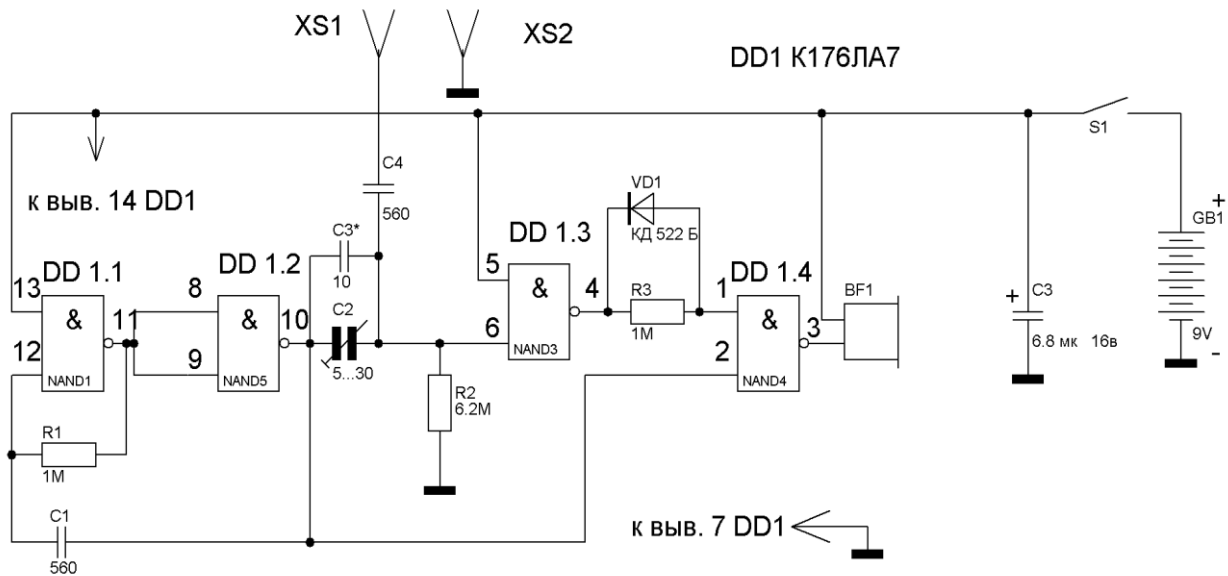 XS1
XS2
DD1 К176ЛА7
S1
C4
560
VD1
КД 522 Б
к выв. 14 DD1
GB1
+
9V
-
C3*
10
DD 1.1
DD 1.2
DD 1.3
DD 1.4
13
12
&
NAND1
11
8
9
&
NAND5
10
C2
5...30
5
6
&
NAND3
4
R3
1M
1
2
&
NAND4
3
BF1
C3
+
6.8 мк 16в
R2
6.2M
R1
1M
C1
560
к выв. 7 DD1